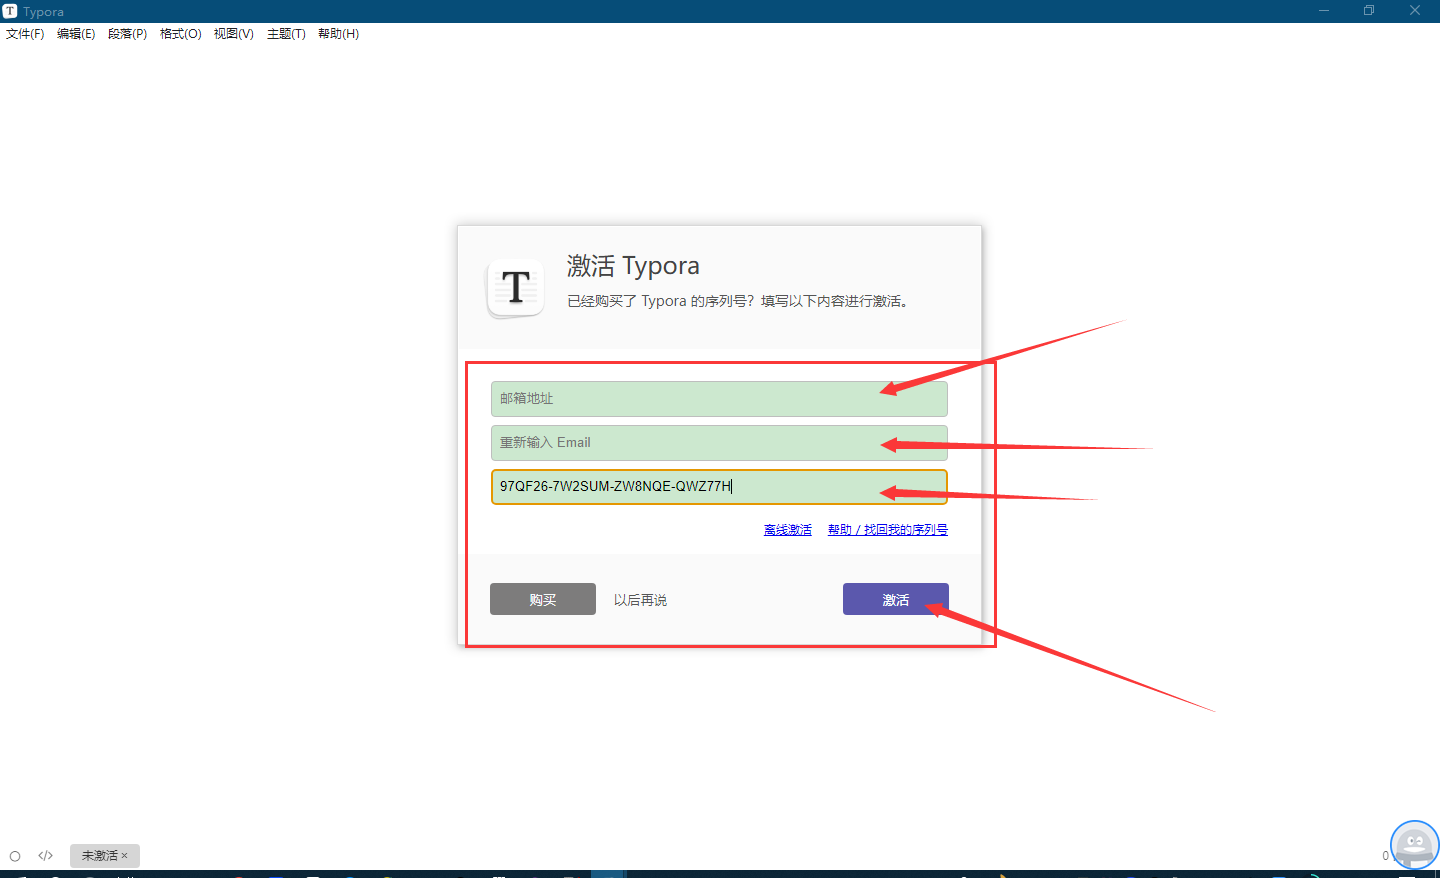 Typora
文件(F) 编辑(E) 段落(P) 格式(O) 视图(V) 主题(T) 帮助(H)
激活 Typora
已经购买了 Typora 的序列号？填写以下内容进行激活。
邮箱地址
重新输入 Email
97QF26-7W2SUM-ZW8NQE-QWZ77H
离线激活 帮助 / 找回我的序列号
购买 以后再说 激活
</> 未激活 × 0